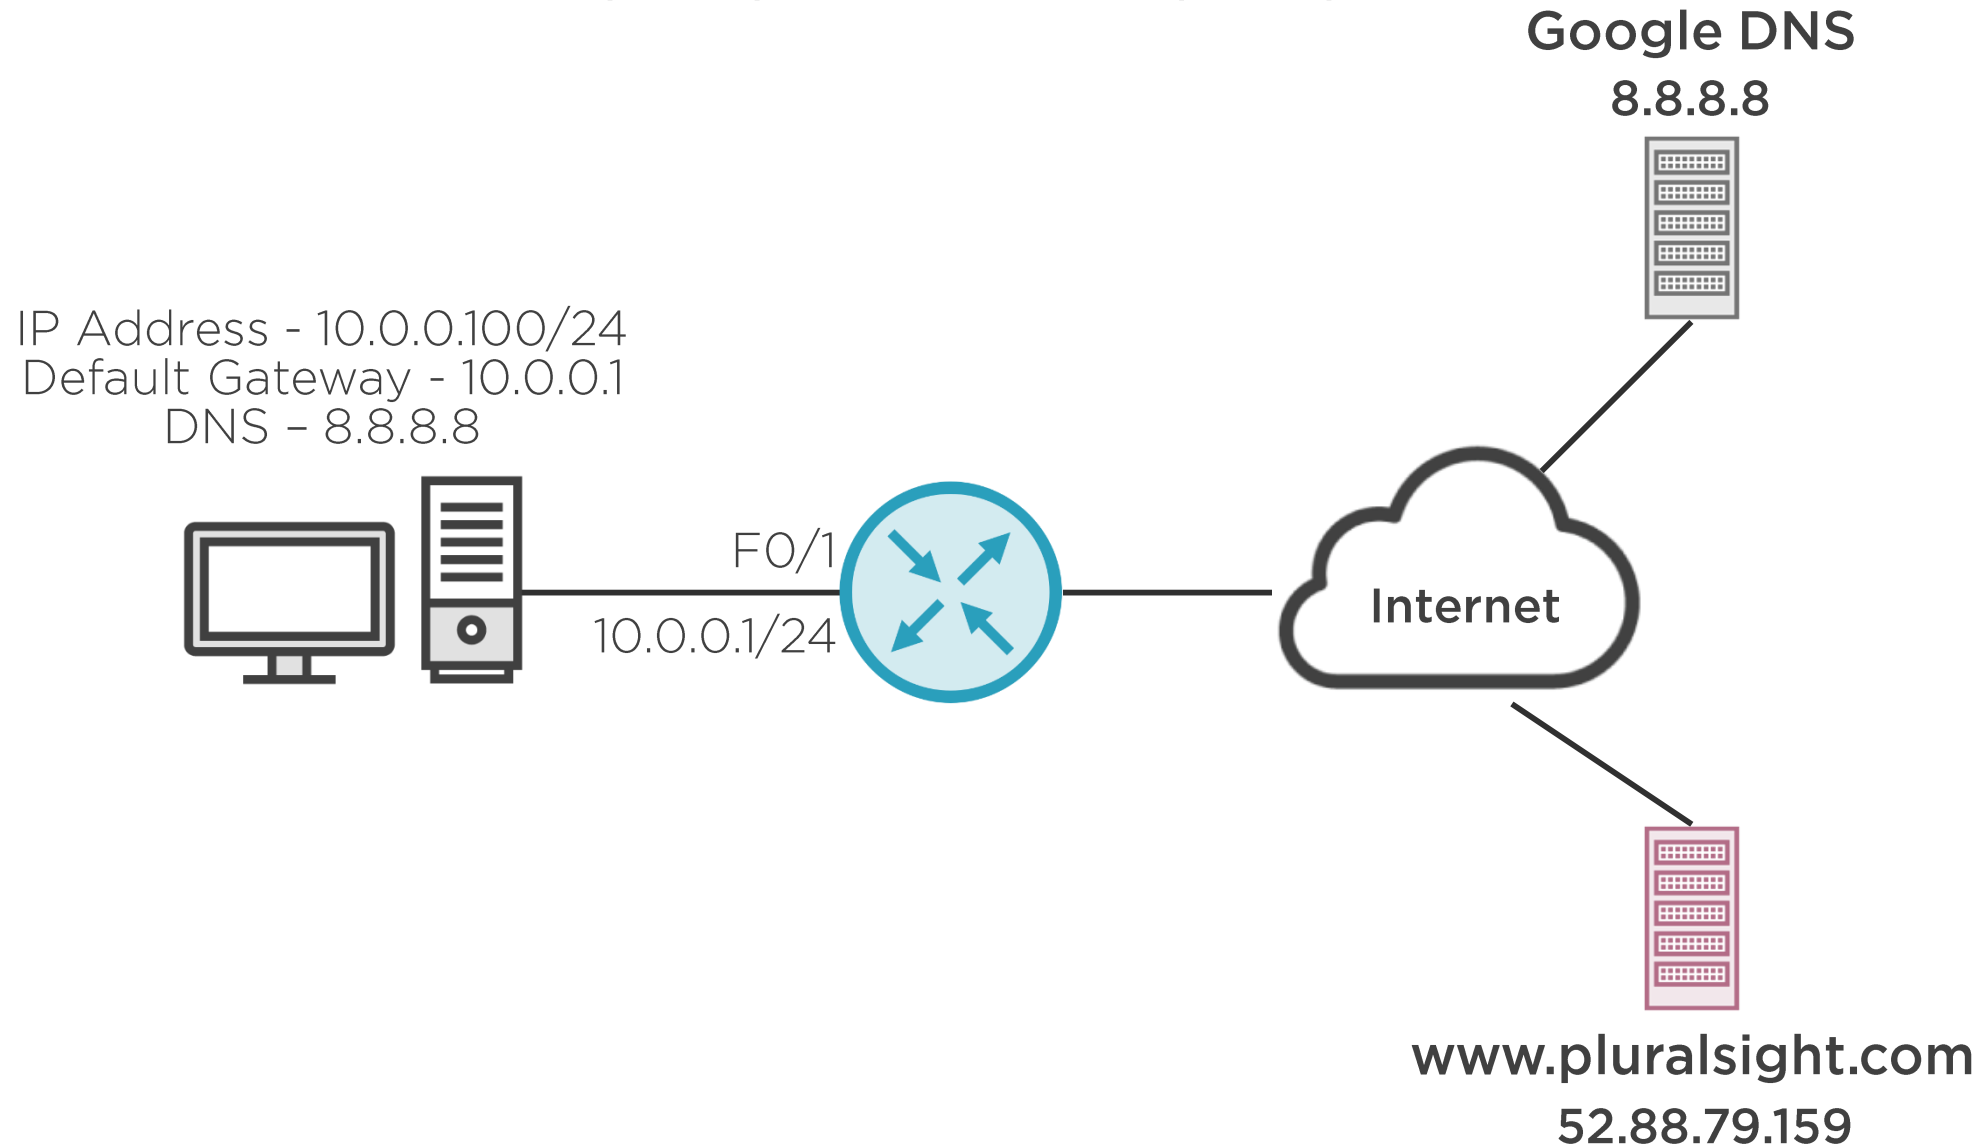 Google DNS
8.8.8.8
IP Address - 10.0.0.100/24
Default Gateway - 10.0.0.1
DNS – 8.8.8.8
F0/1
10.0.0.1/24
Internet
www.pluralsight.com
52.88.79.159